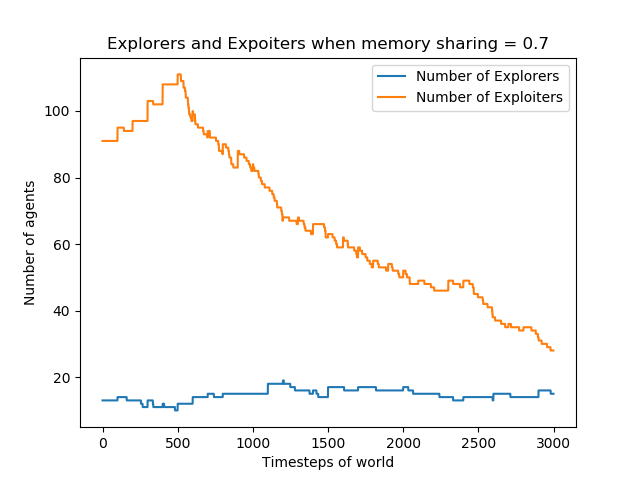 Explorers and Expoiters when memory sharing = 0.7
Number of Explorers
Number of Exploiters
Number of agents
100
80
60
40
20
0 500 1000 1500 2000 2500 3000
Timesteps of world